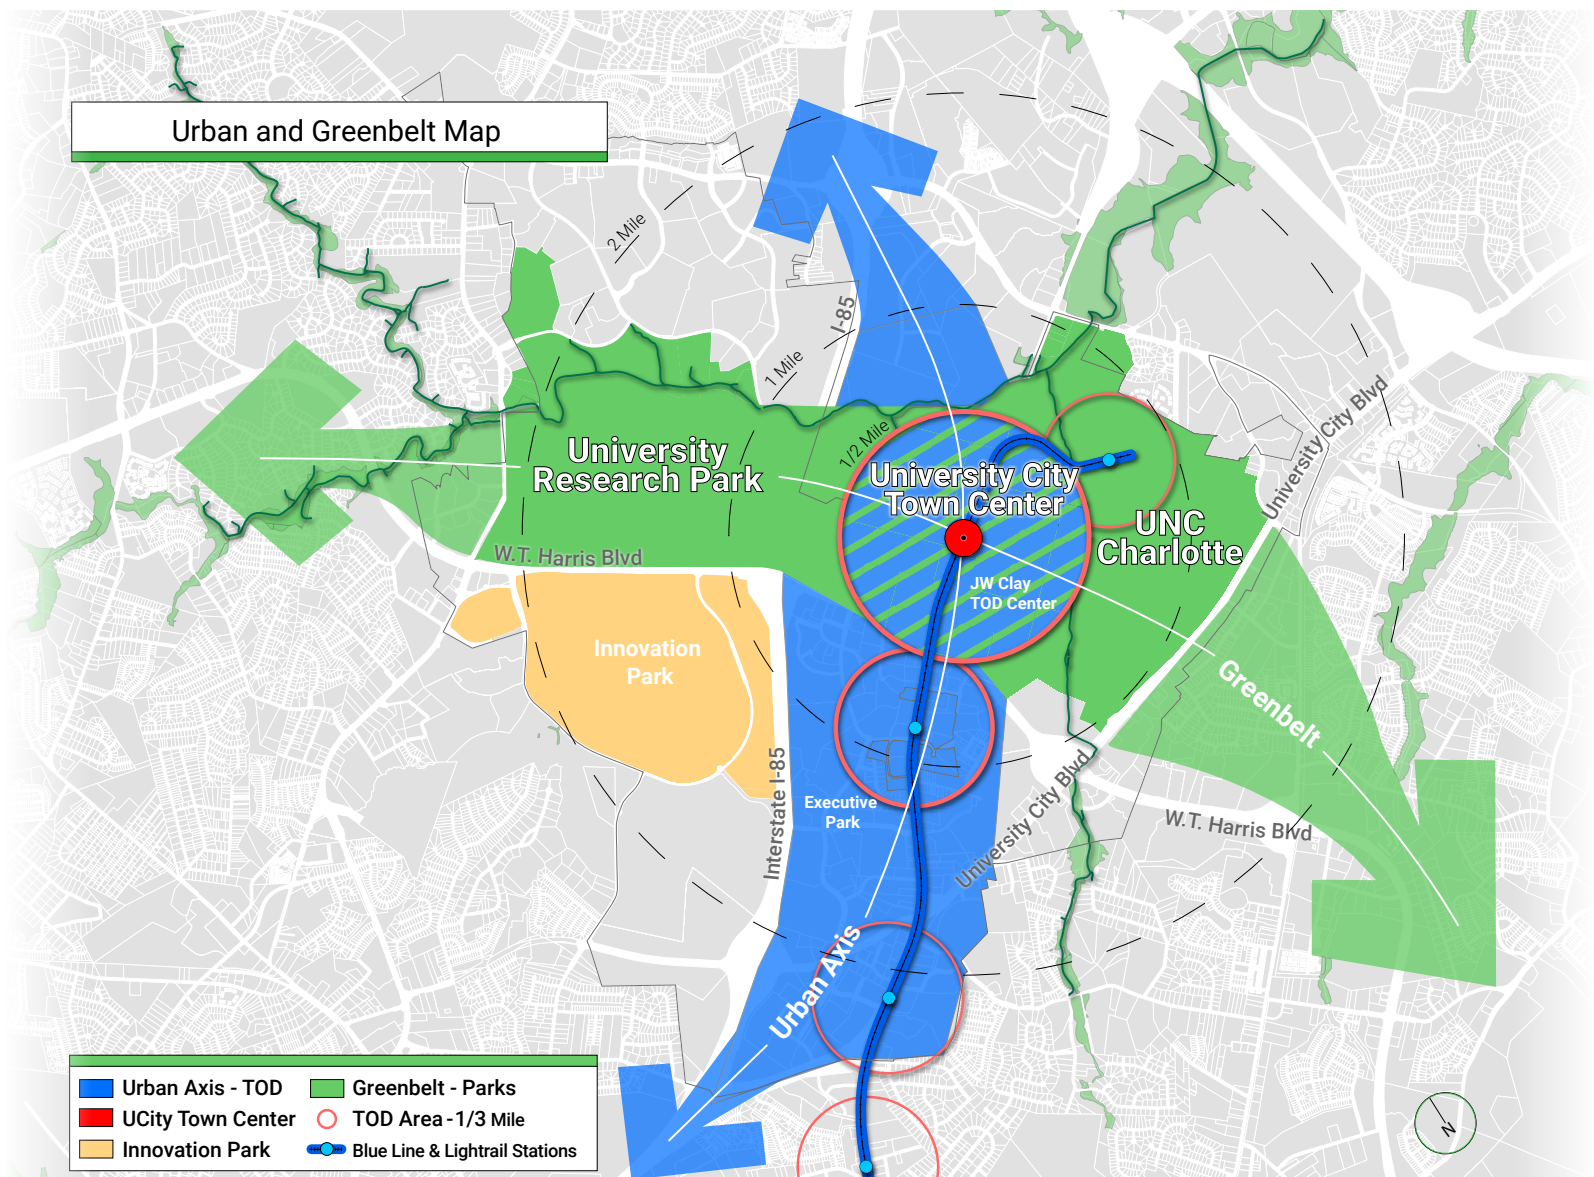 Urban and Greenbelt Map
2 Mile
I-85
1 Mile
1/2 Mile
University City Blvd
University
Research Park
University City
Town Center
UNC
Charlotte
W.T. Harris Blvd
JW Clay
TOD Center
Innovation
Park
Greenbelt
Interstate I-85
Executive
Park
University City Blvd
W.T. Harris Blvd
Urban Axis
Urban Axis - TOD
Greenbelt - Parks
UCity Town Center
TOD Area - 1/3 Mile
Innovation Park
Blue Line & Lightrail Stations
N